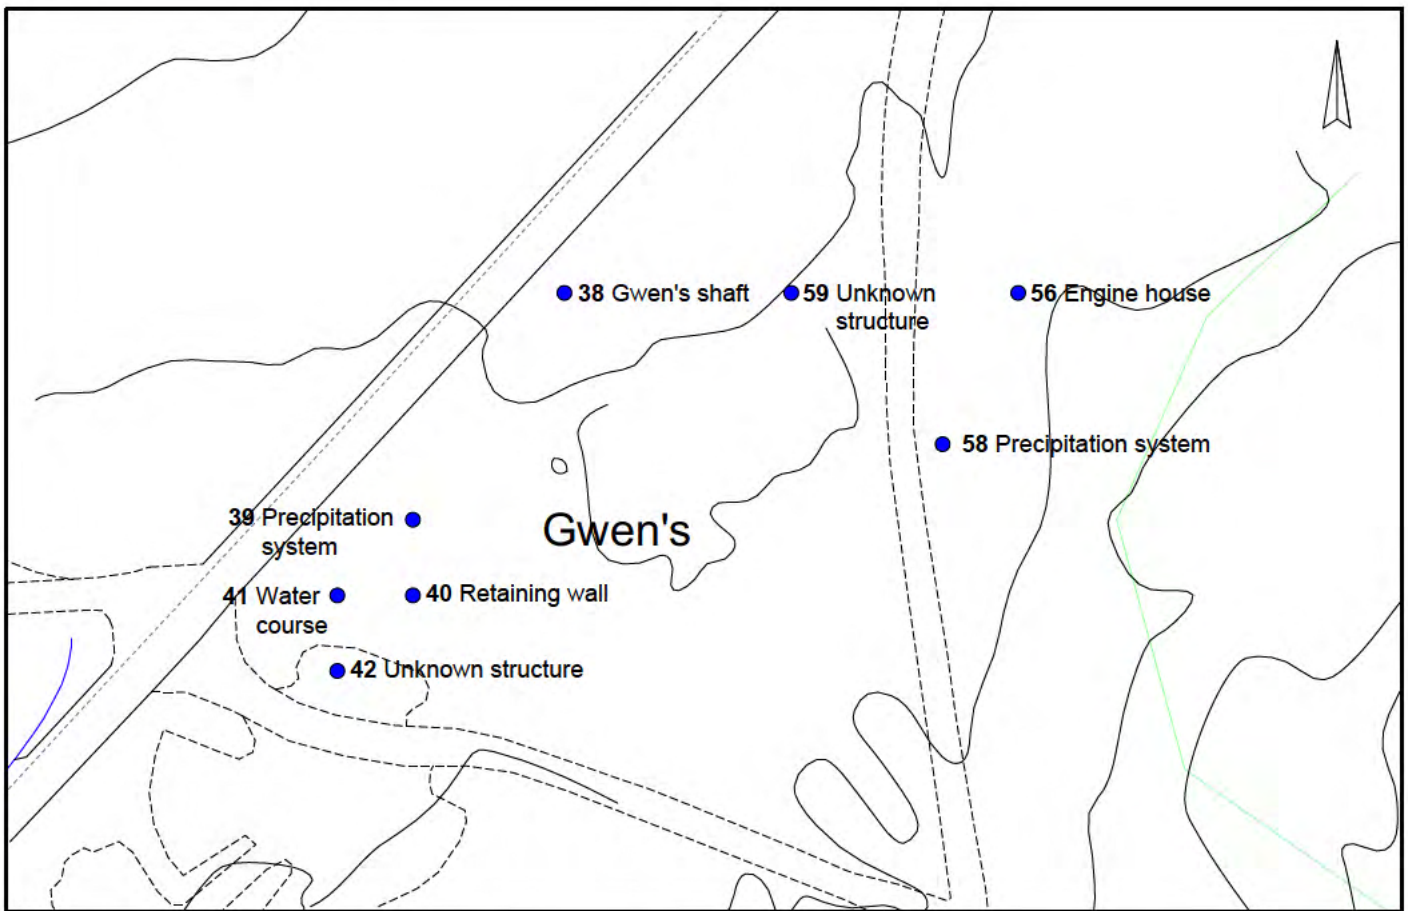 38 Gwen's shaft
59 Unknown
structure
56 Engine house
58 Precipitation system
39 Precipitation
system
Gwen's
41 Water
course
40 Retaining wall
42 Unknown structure